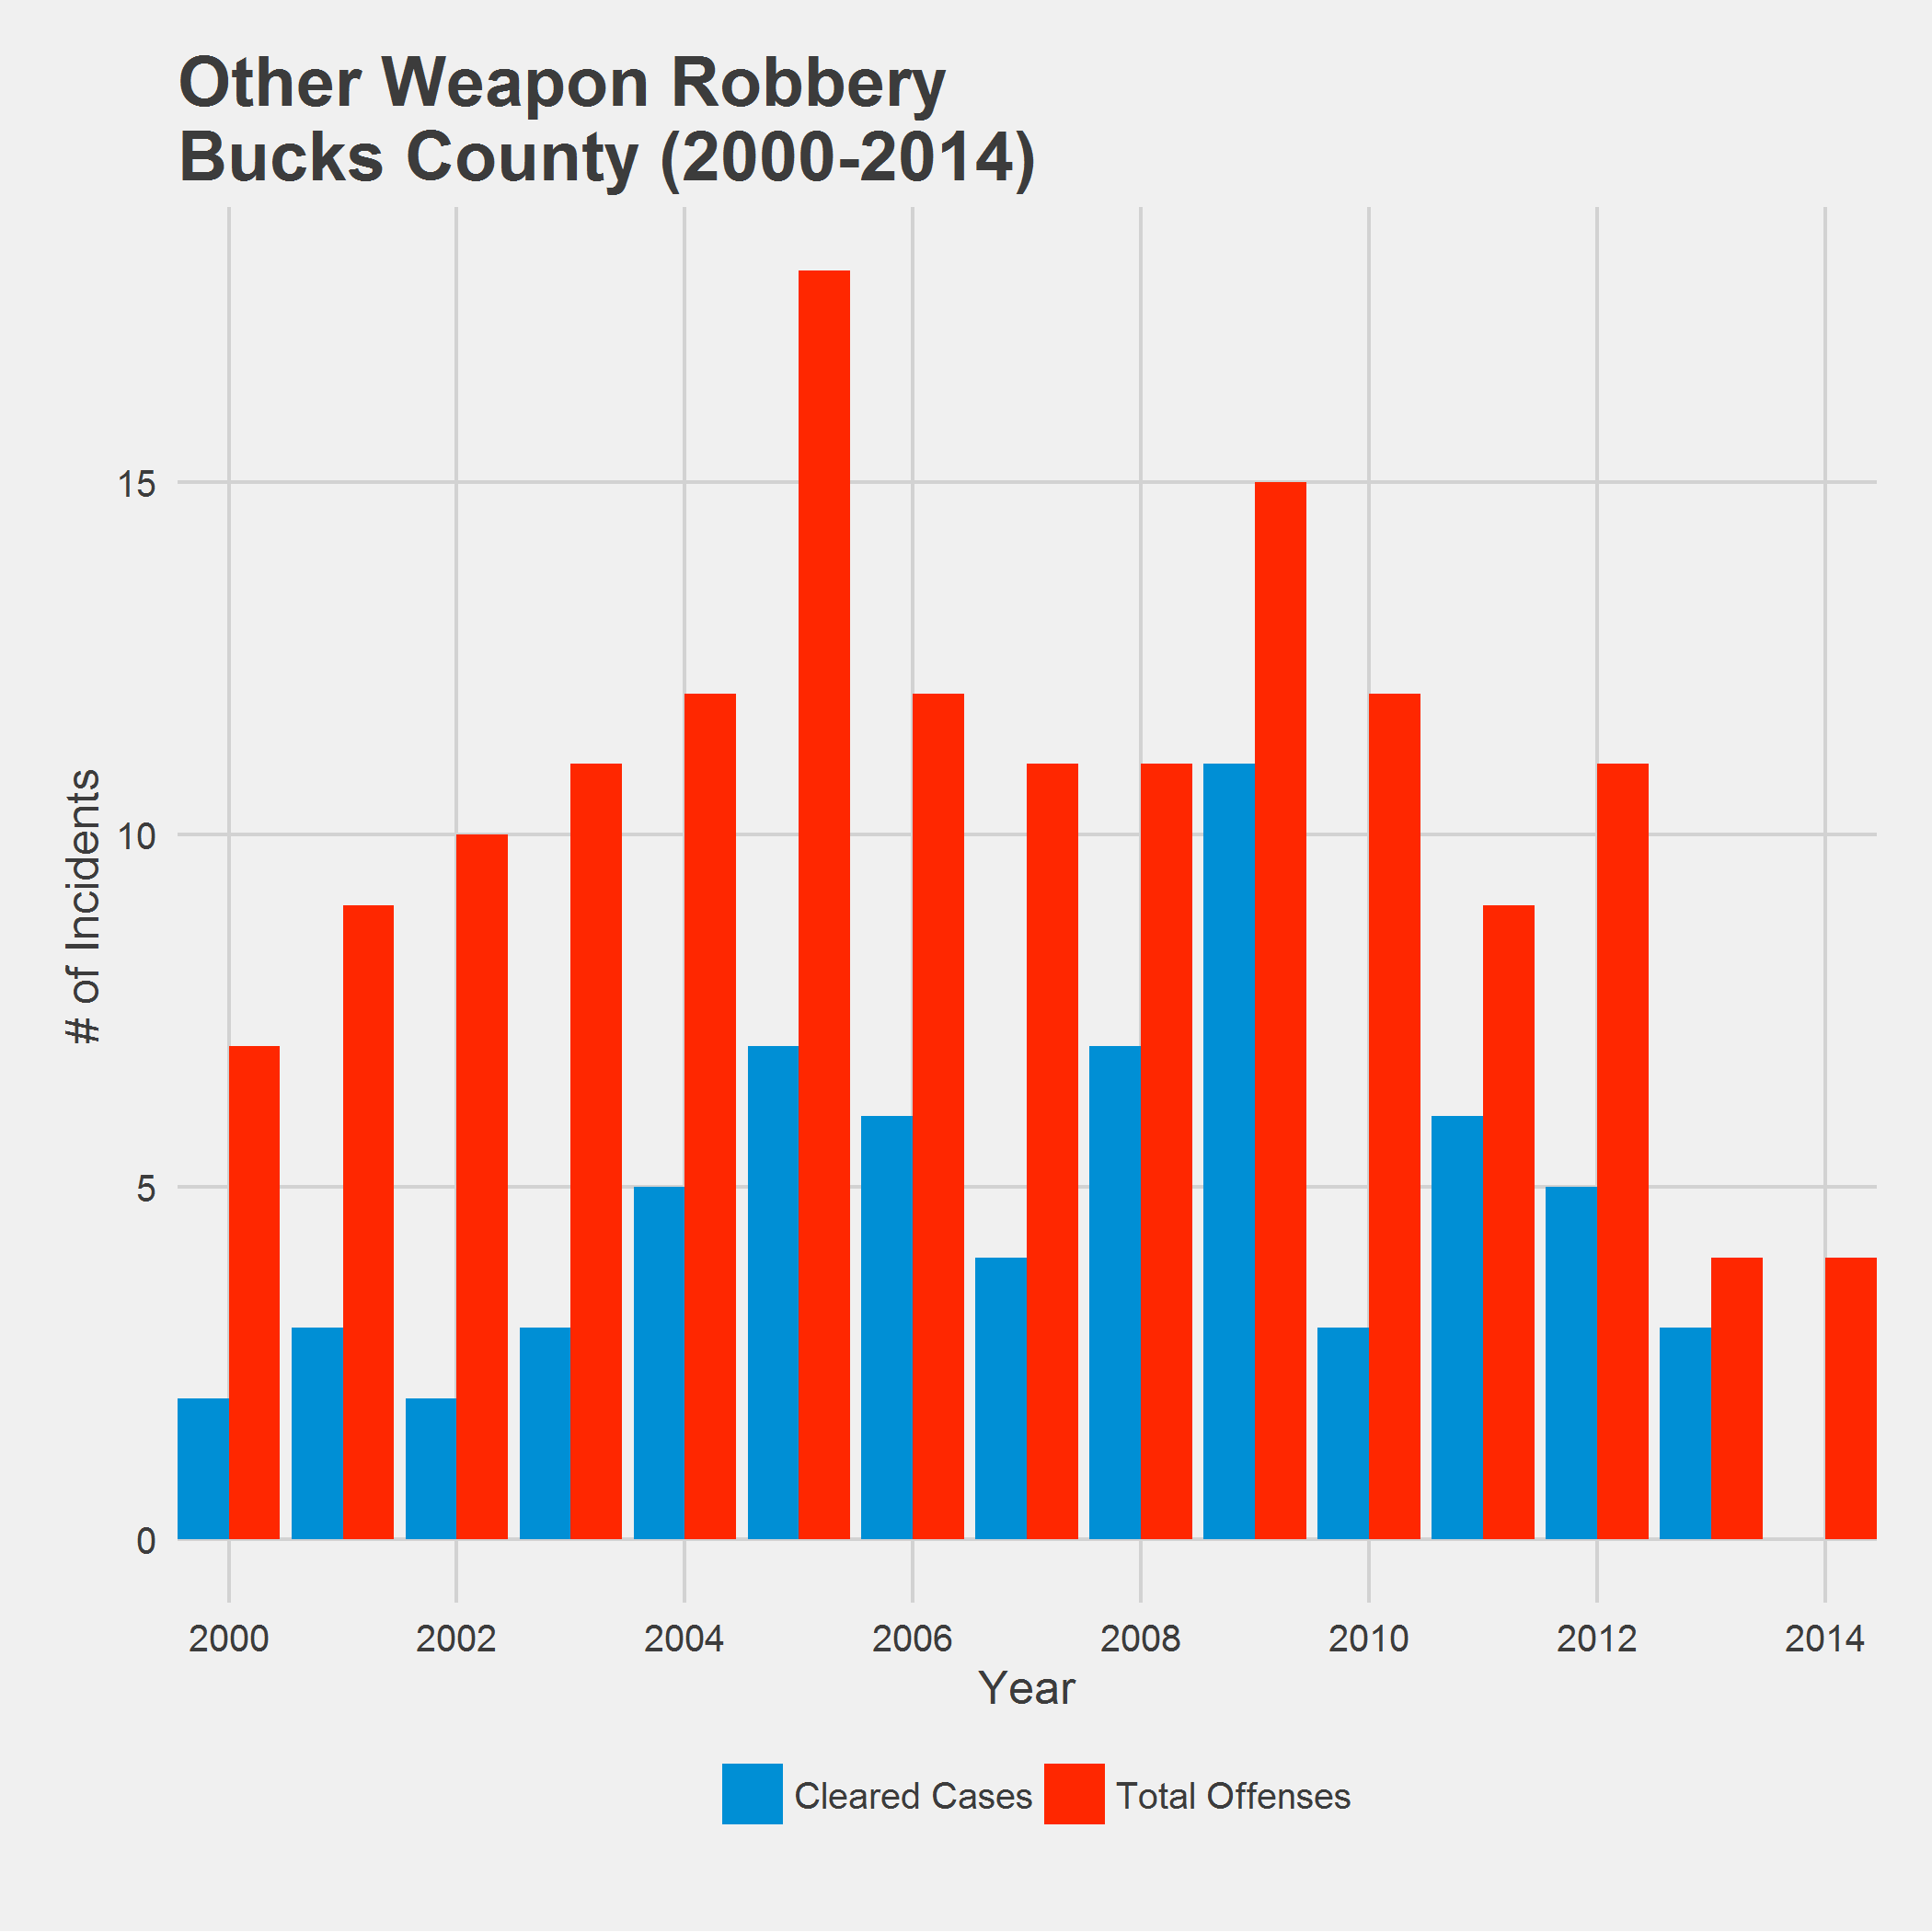 Other Weapon Robbery
Bucks County (2000-2014)
15
10
5
0
# of Incidents
2000 2002 2004 2006 2008 2010 2012 2014
Year
Cleared Cases Total Offenses